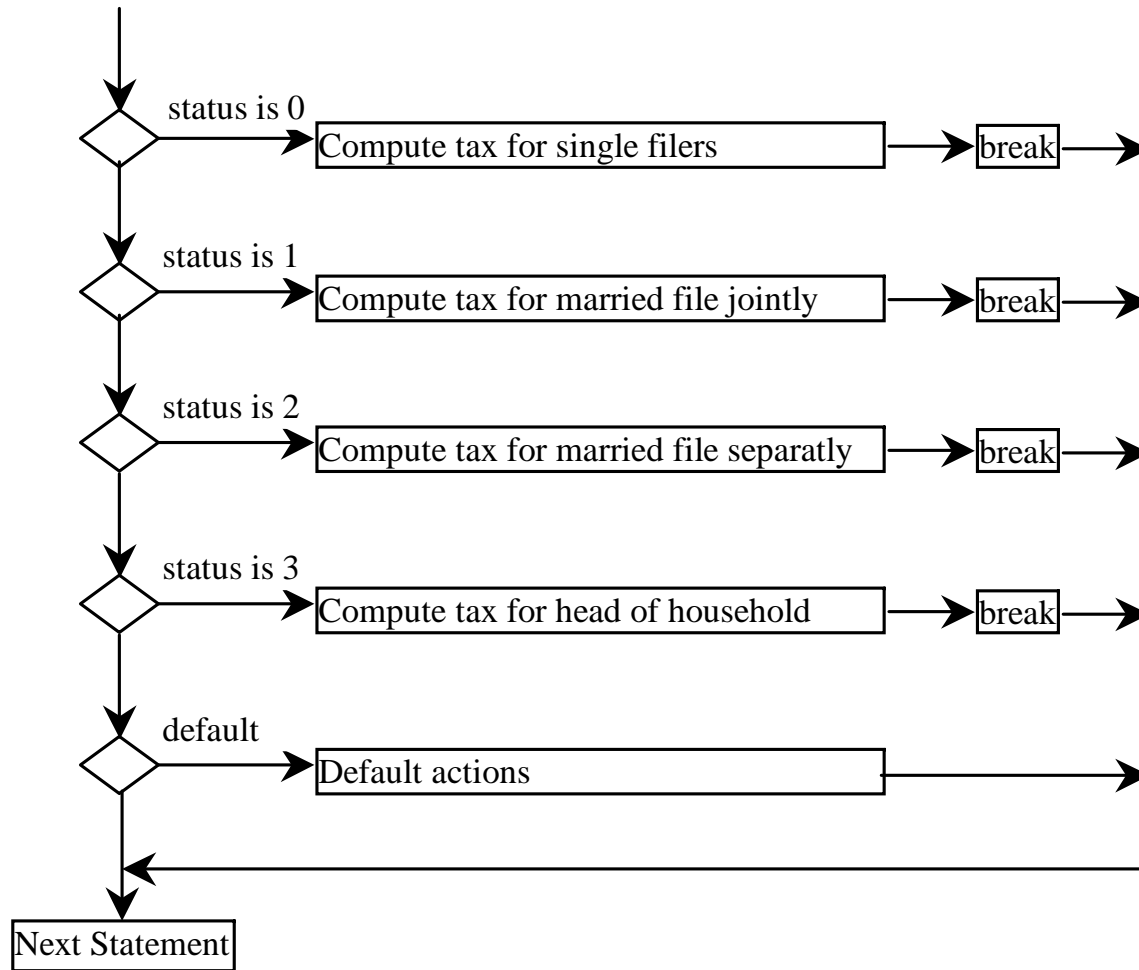 status is 0
Compute tax for single filers
break
status is 1
Compute tax for married file jointly
break
status is 2
Compute tax for married file separatly
break
status is 3
Compute tax for head of household
break
default
Default actions
Next Statement